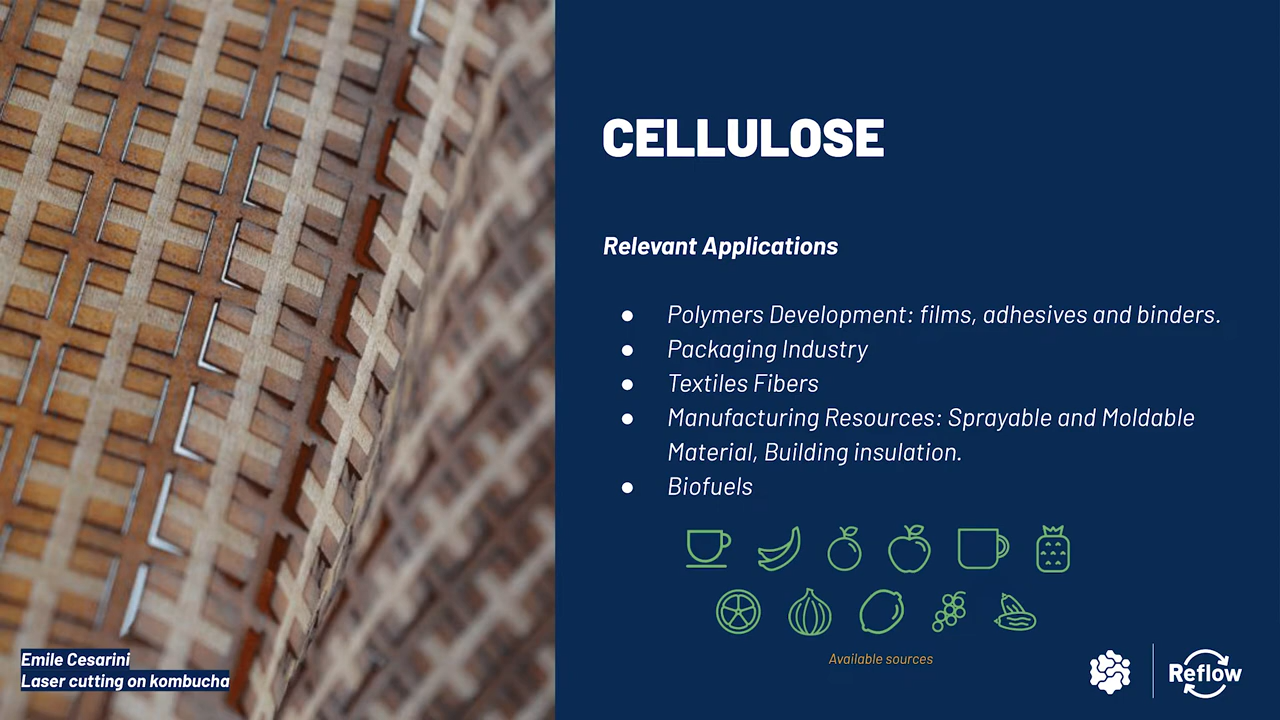 CELLULOSE
Relevant Applications
● Polymers Development: films, adhesives and binders.
● Packaging Industry
● Textiles Fibers
● Manufacturing Resources: Sprayable and Moldable
Material, Building insulation.
● Biofuels
Available sources
Emile Cesarini
Laser cutting on kombucha
Reflow